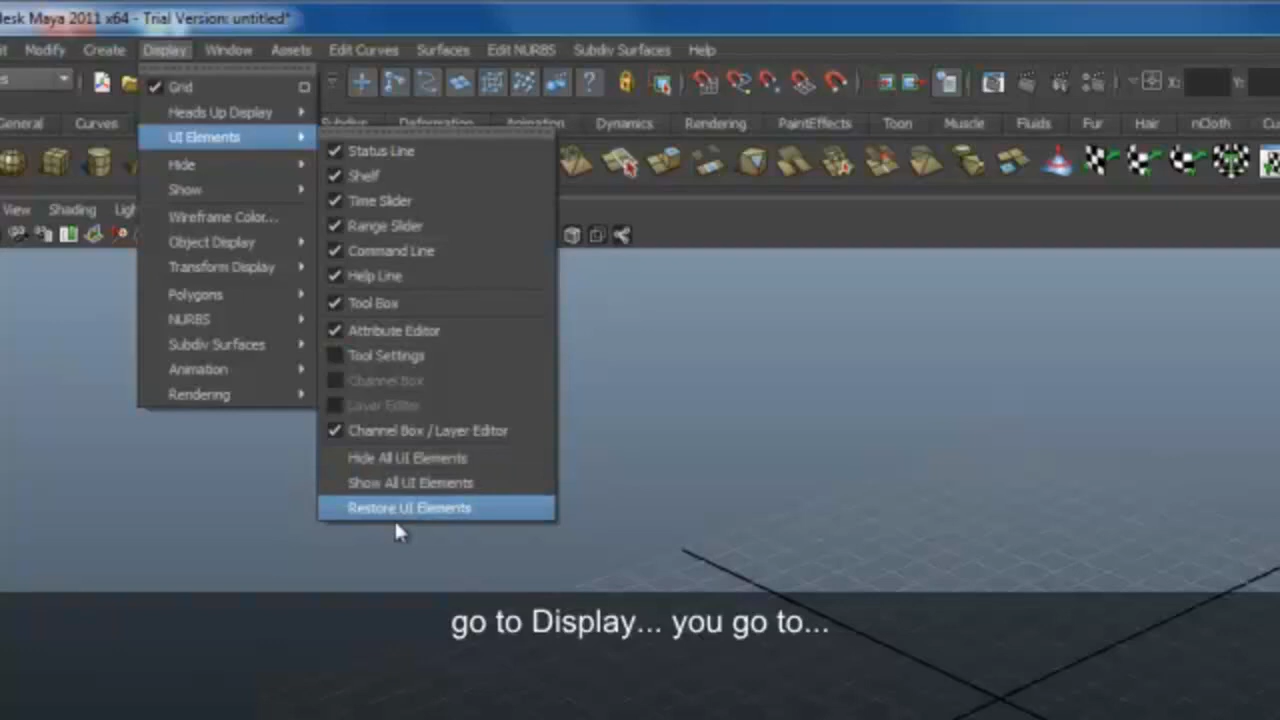 desk Maya 2011 x64 - Trial Version: untitled*
it Modify Create Display Window Assets Edit Curves Surfaces Edit NURBS Subdiv Surfaces Help
s X: Y:
General Curves Subdiv Deformation Animation Dynamics Rendering PaintEffects Toon Muscle Fluids Fur Hair nCloth Cu
View Shading Lig
Grid
Heads Up Display
UI Elements
Hide
Show
Wireframe Color...
Object Display
Transform Display
Polygons
NURBS
Subdiv Surfaces
Animation
Rendering
Status Line
Shelf
Time Slider
Range Slider
Command Line
Help Line
Tool Box
Attribute Editor
Tool Settings
Channel Box
Layer Editor
Channel Box / Layer Editor
Hide All UI Elements
Show All UI Elements
Restore UI Elements
go to Display... you go to...